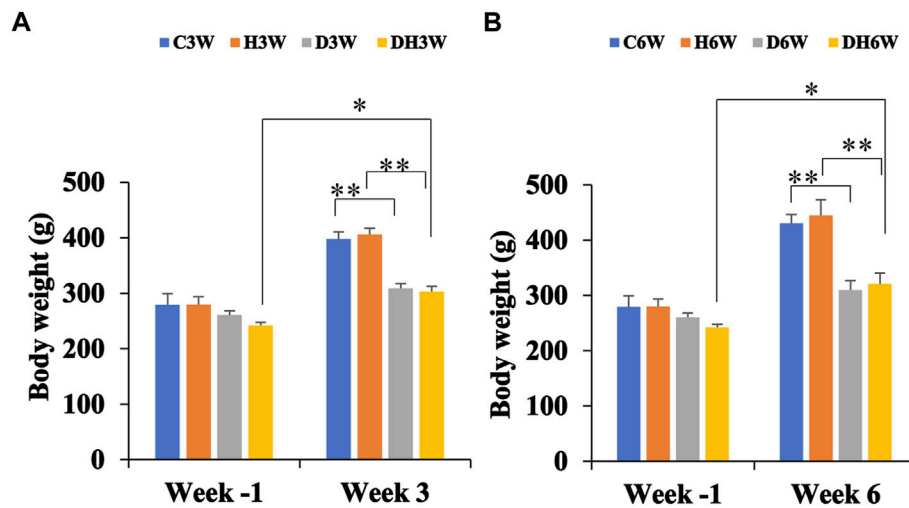 A
C3W H3W D3W DH3W
*
**
**
500
400
300
200
100
0
Body weight (g)
Week -1 Week 3
B
C6W H6W D6W DH6W
*
**
**
500
400
300
200
100
0
Body weight (g)
Week -1 Week 6